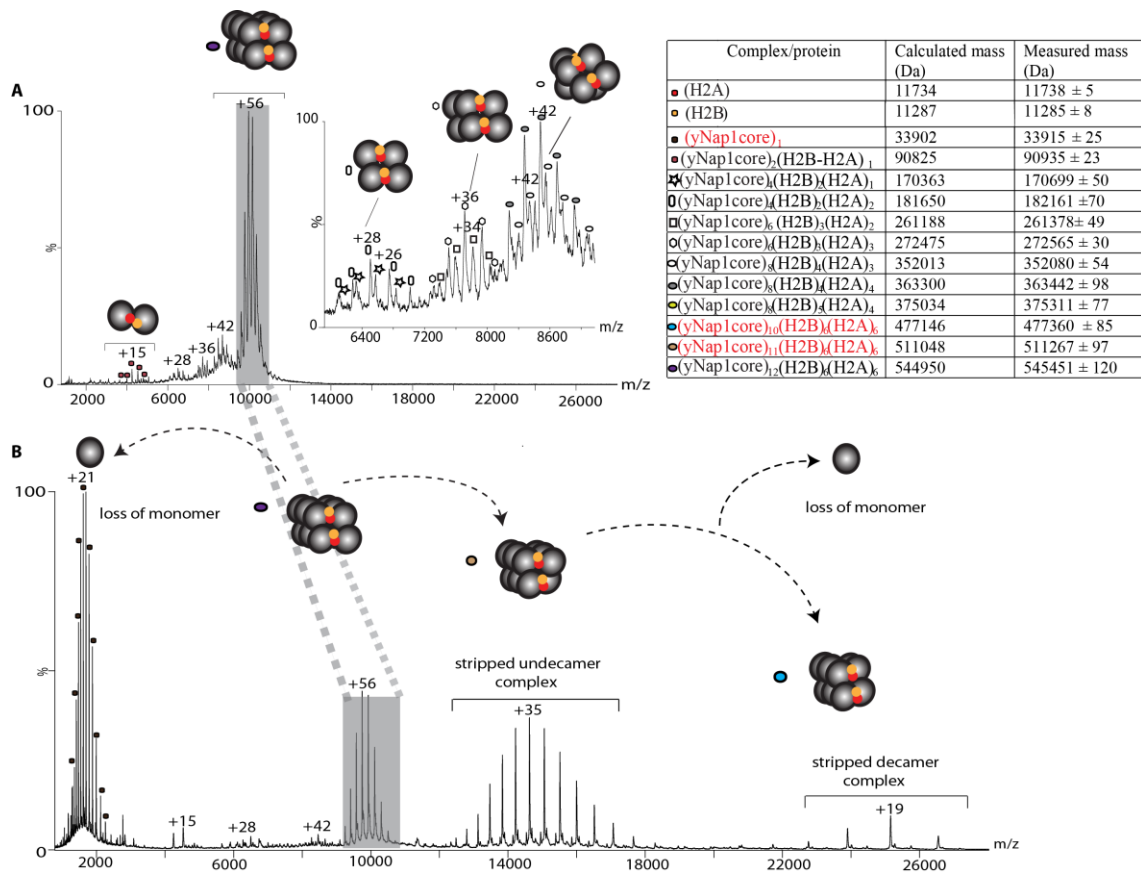 A
100
%
0
+15
+28
+36
+42
+56
2000
6000
10000
14000
18000
22000
26000
m/z
100
%
0
+28
+26
+36
+34
+42
+42
6400
7200
8000
8600
m/z
Complex/protein
Calculated mass (Da)
Measured mass (Da)
(H2A) 11734 11738 ± 5
(H2B) 11287 11285 ± 8
(yNap1core)1 33902 33915 ± 25
(yNap1core)2(H2B-H2A)1 90825 90935 ± 23
(yNap1core)4(H2B)2(H2A)1 170363 170699 ± 50
(yNap1core)4(H2B)2(H2A)2 181650 182161 ±70
(yNap1core)6 (H2B)3(H2A)2 261188 261378± 49
(yNap1core)6(H2B)3(H2A)3 272475 272565 ± 30
(yNap1core)8(H2B)4(H2A)3 352013 352080 ± 54
(yNap1core)8(H2B)4(H2A)4 363300 363442 ± 98
(yNap1core)8(H2B)5(H2A)4 375034 375311 ± 77
(yNap1core)10(H2B)6(H2A)6 477146 477360 ± 85
(yNap1core)11(H2B)6(H2A)6 511048 511267 ± 97
(yNap1core)12(H2B)6(H2A)6 544950 545451 ± 120
B
+21
100
%
0
loss of monomer
loss of monomer
stripped undecamer
complex
+35
+56
stripped decamer
complex
+19
+15
+28
+42
2000
6000
10000
14000
18000
22000
26000
m/z